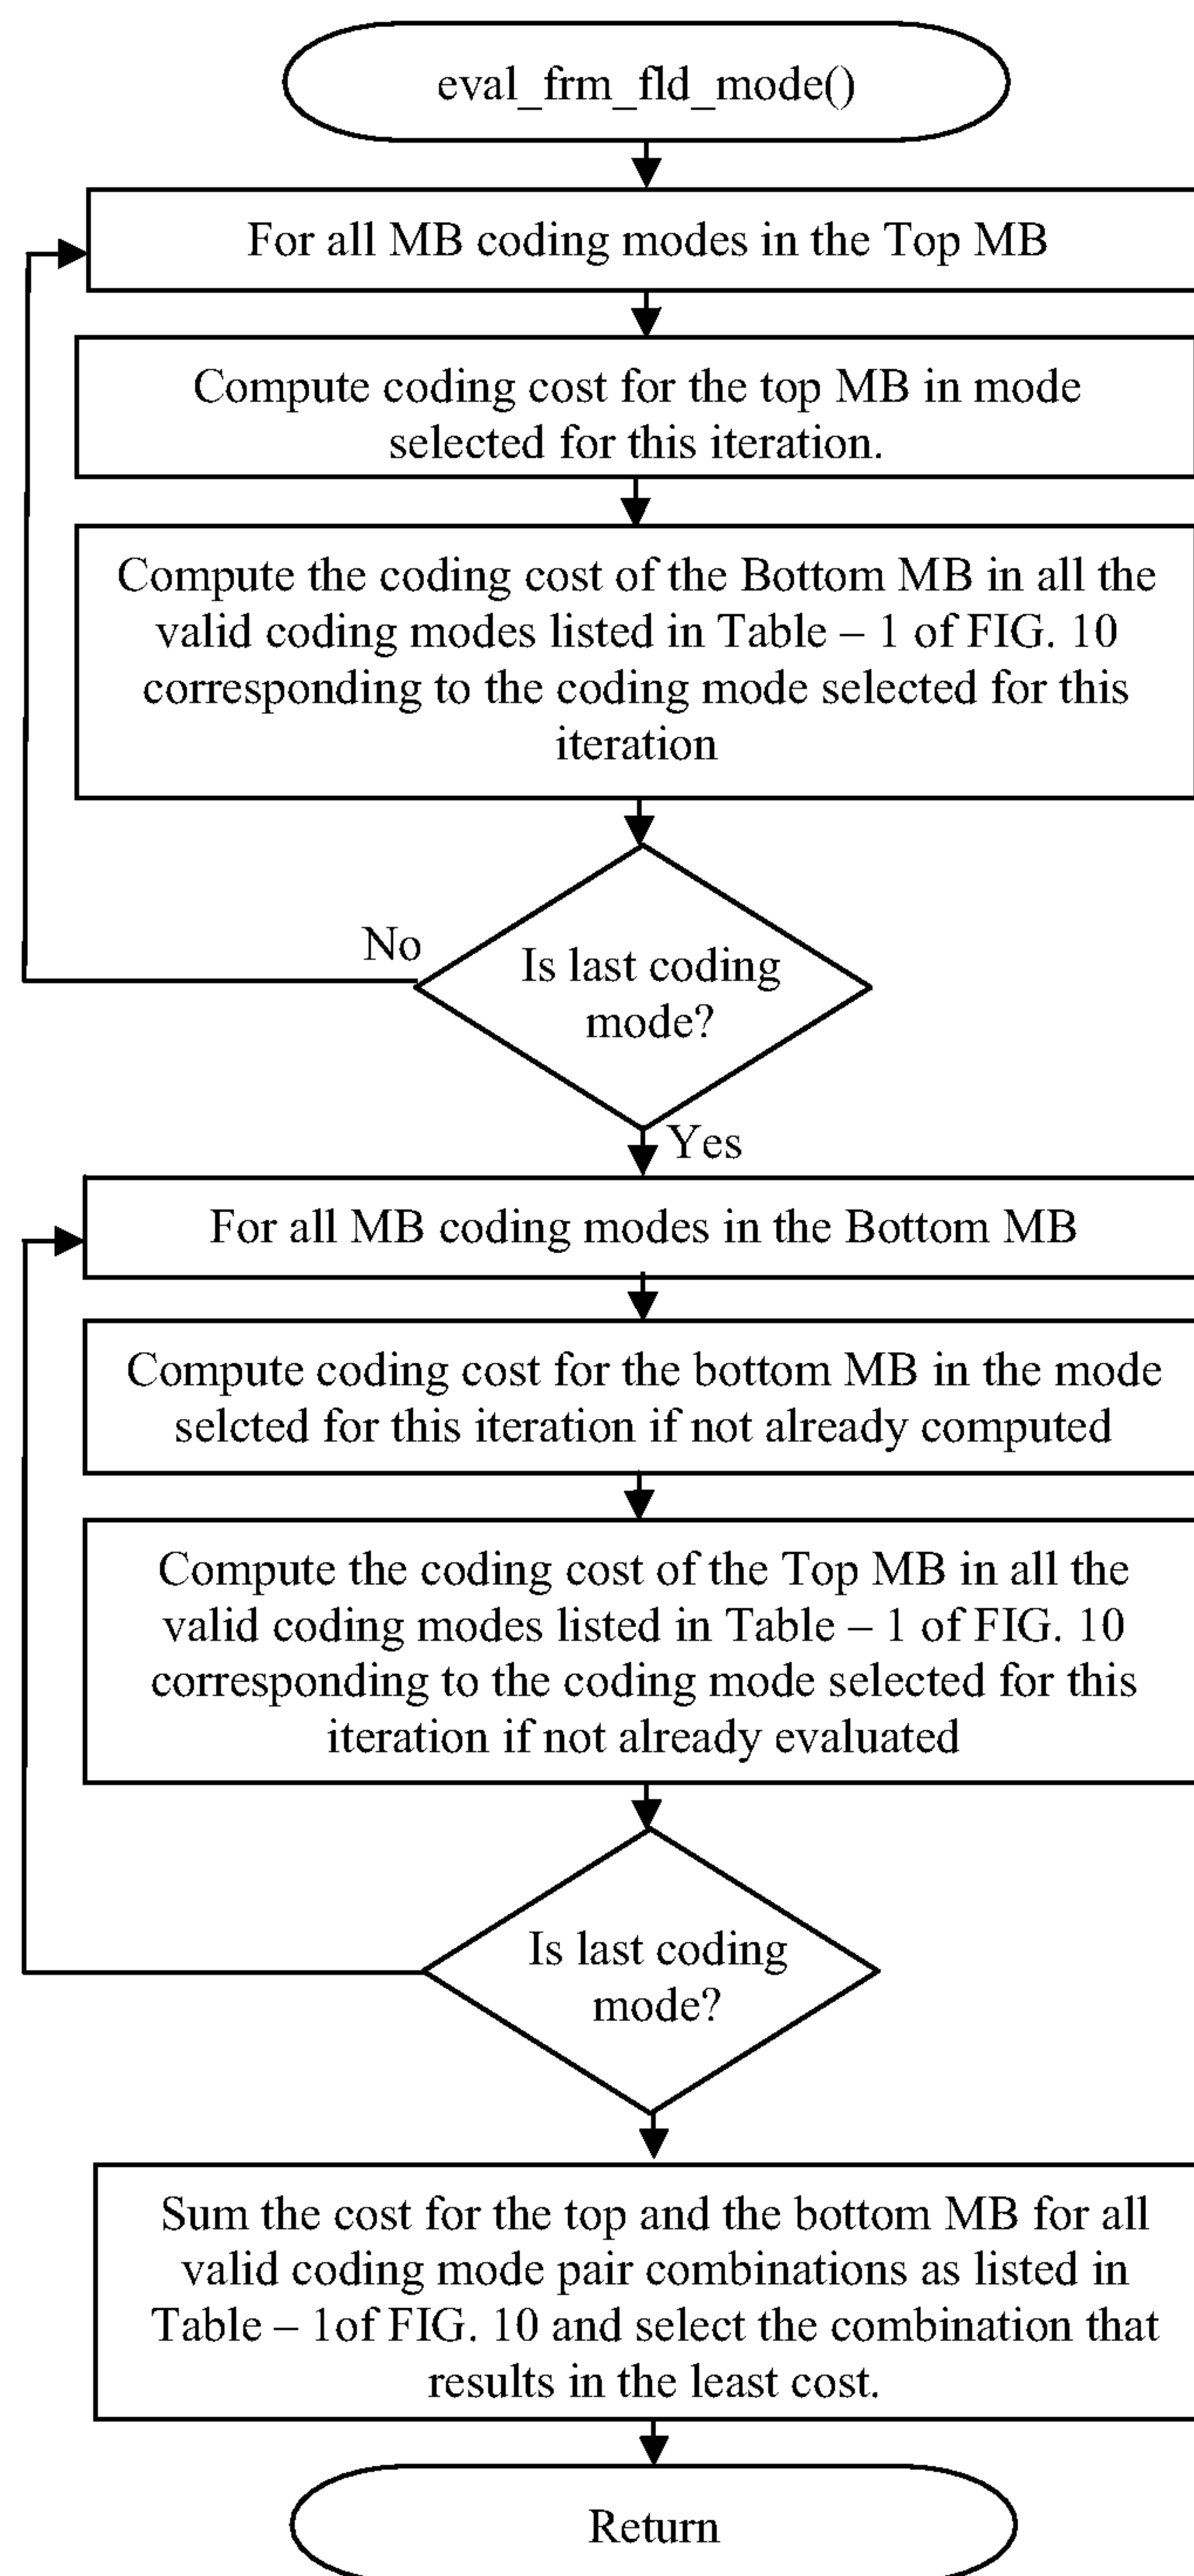 eval_frm_fld_mode()
For all MB coding modes in the Top MB
Compute coding cost for the top MB in mode
selected for this iteration.
Compute the coding cost of the Bottom MB in all the
valid coding modes listed in Table – 1 of FIG. 10
corresponding to the coding mode selected for this
iteration
No
Is last coding
mode?
Yes
For all MB coding modes in the Bottom MB
Compute coding cost for the bottom MB in the mode
selcted for this iteration if not already computed
Compute the coding cost of the Top MB in all the
valid coding modes listed in Table – 1 of FIG. 10
corresponding to the coding mode selected for this
iteration if not already evaluated
Is last coding
mode?
Sum the cost for the top and the bottom MB for all
valid coding mode pair combinations as listed in
Table – 1of FIG. 10 and select the combination that
results in the least cost.
Return